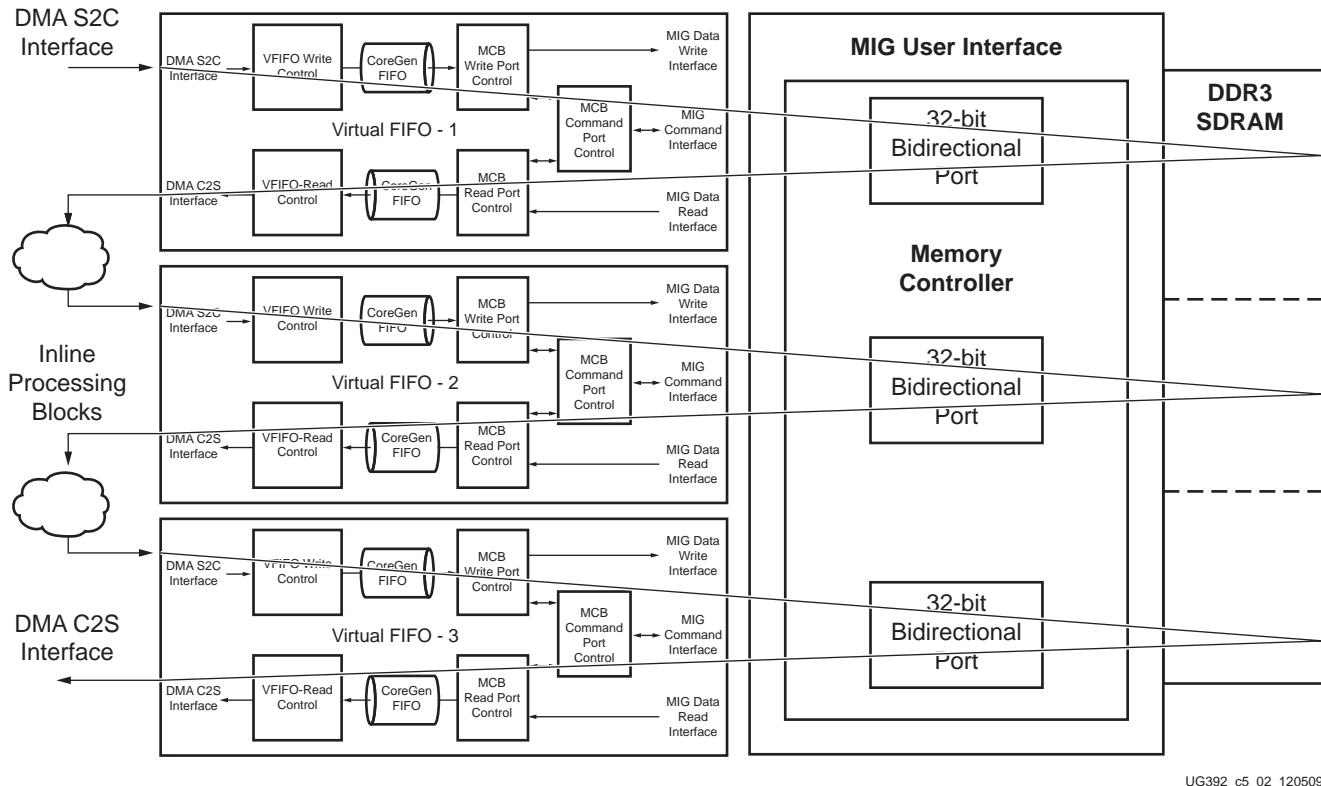 DMA S2C
Interface
DMA S2C
Interface
VFIFO Write
Control
CoreGen
FIFO
MCB
Write Port
Control
MIG Data
Write
Interface
Virtual FIFO - 1
MCB
Command
Port
Control
MIG
Command
Interface
DMA C2S
Interface
VFIFO-Read
Control
CoreGen
FIFO
MCB
Read Port
Control
MIG Data
Read
Interface
DMA S2C
Interface
VFIFO Write
Control
CoreGen
FIFO
MCB
Write Port
Control
MIG Data
Write
Interface
Inline
Processing
Blocks
Virtual FIFO - 2
MCB
Command
Port
Control
MIG
Command
Interface
DMA C2S
Interface
VFIFO-Read
Control
CoreGen
FIFO
MCB
Read Port
Control
MIG Data
Read
Interface
DMA S2C
Interface
VFIFO Write
Control
CoreGen
FIFO
MCB
Write Port
Control
MIG Data
Write
Interface
DMA C2S
Interface
Virtual FIFO - 3
MCB
Command
Port
Control
MIG
Command
Interface
DMA C2S
Interface
VFIFO-Read
Control
CoreGen
FIFO
MCB
Read Port
Control
MIG Data
Read
Interface
MIG User Interface
32-bit
Bidirectional
Port
Memory
Controller
32-bit
Bidirectional
Port
32-bit
Bidirectional
Port
DDR3
SDRAM
UG392_c5_02_120509